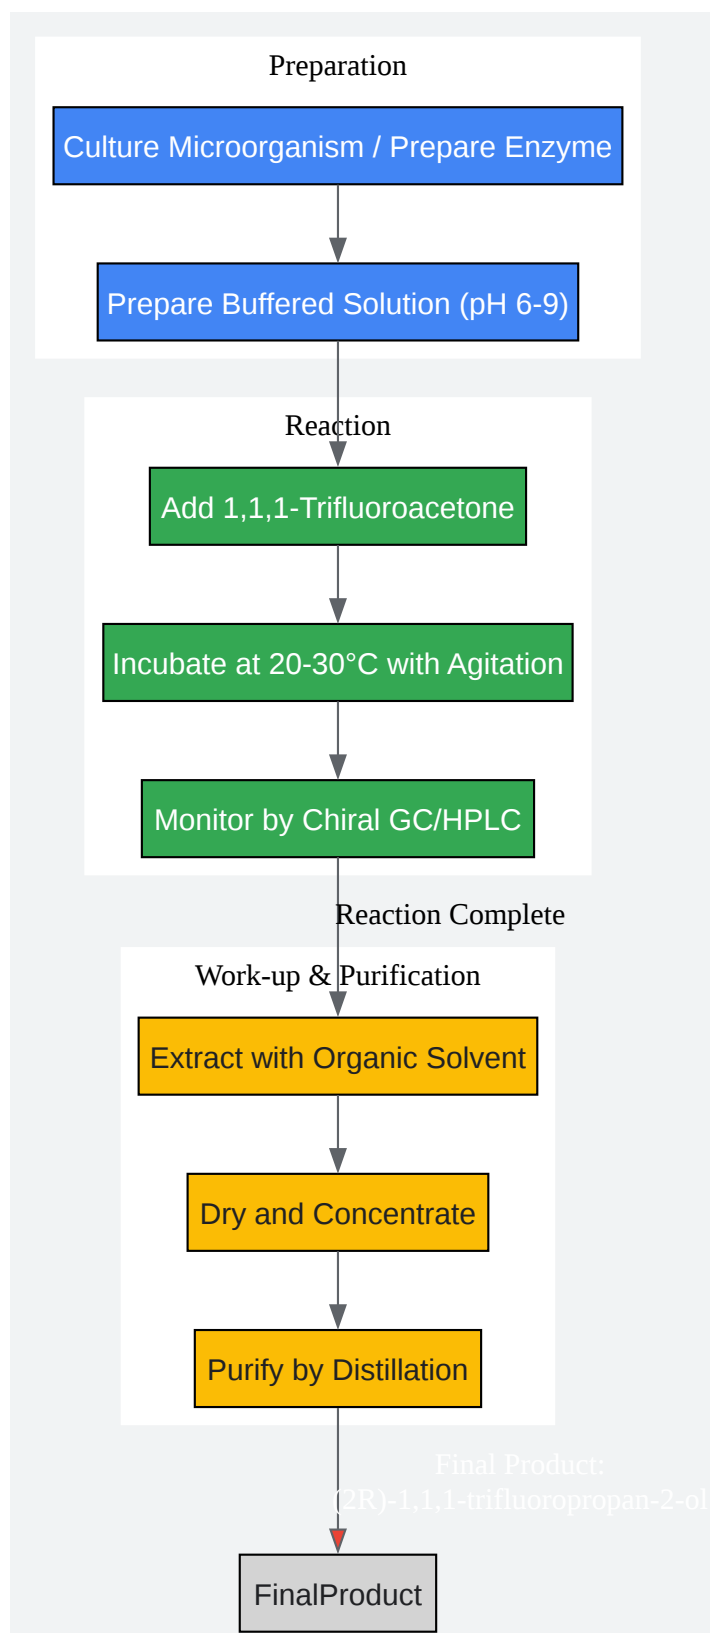 Preparation
Culture Microorganism / Prepare Enzyme
Prepare Buffered Solution (pH 6-9)
Reaction
Add 1,1,1-Trifluoroacetone
Incubate at 20-30°C with Agitation
Monitor by Chiral GC/HPLC
Reaction Complete
Work-up & Purification
Extract with Organic Solvent
Dry and Concentrate
Purify by Distillation
Final Product:
(2R)-1,1,1-trifluoropropan-2-ol
FinalProduct